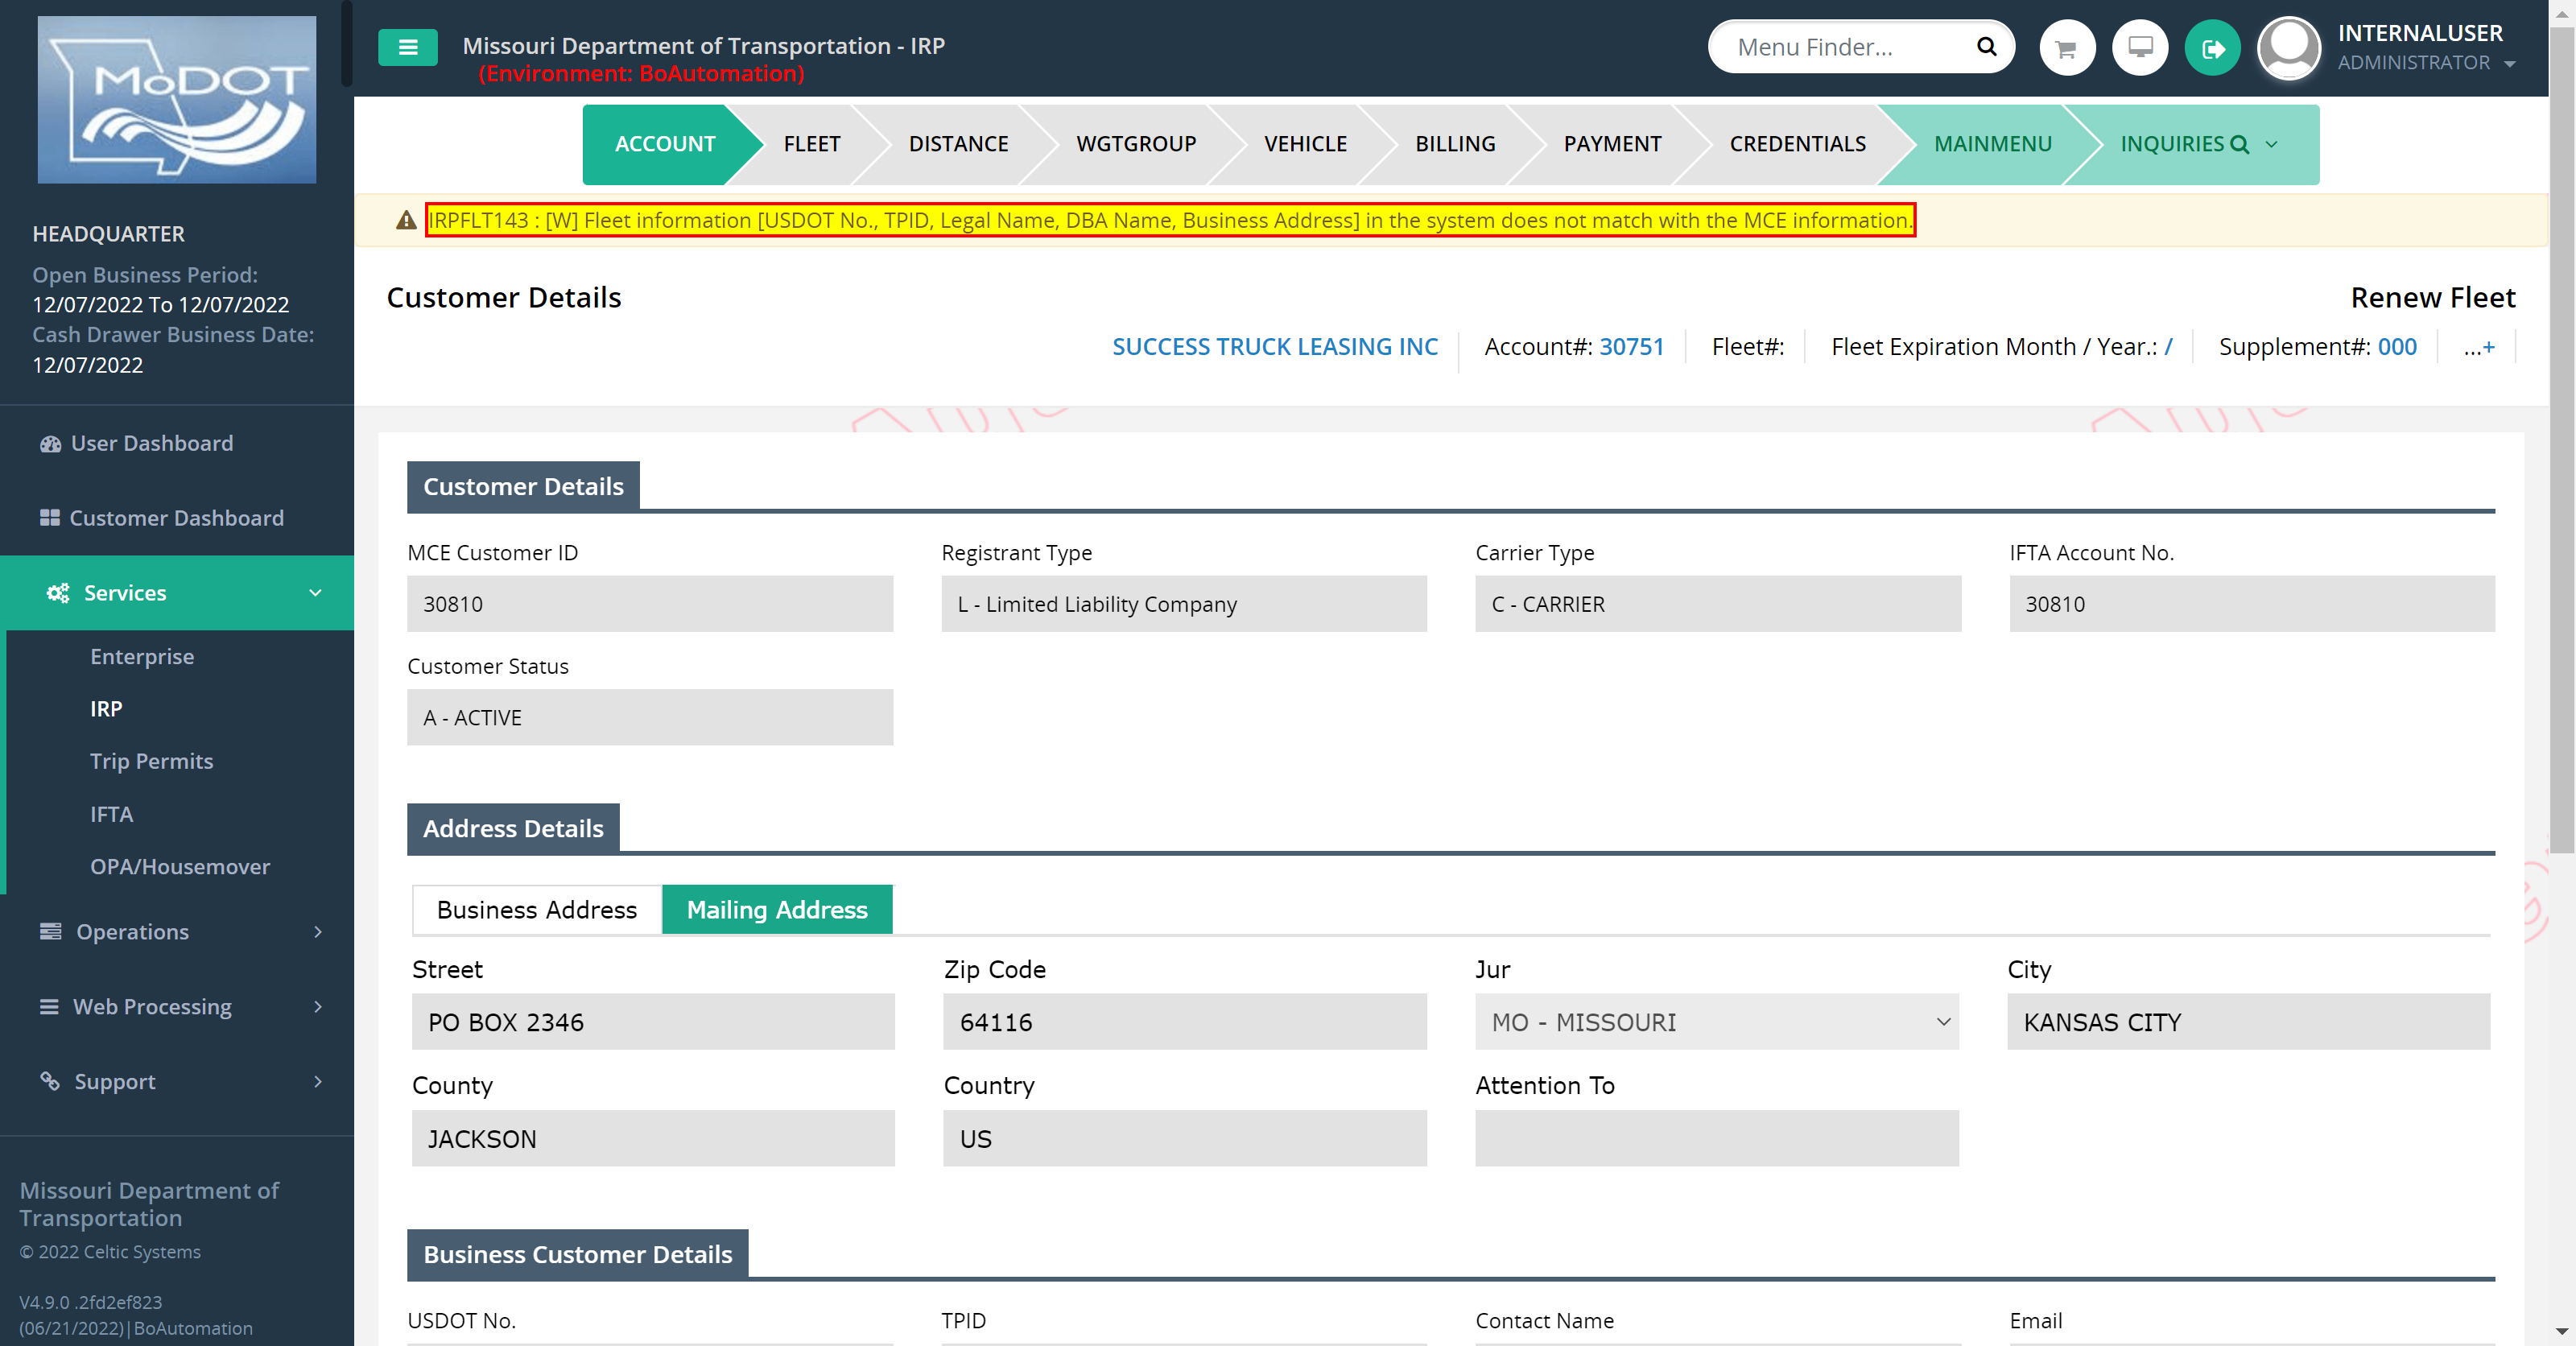 MoDOT
HEADQUARTER
Open Business Period:
12/07/2022 To 12/07/2022
Cash Drawer Business Date:
12/07/2022
User Dashboard
Customer Dashboard
Services
Enterprise
IRP
Trip Permits
IFTA
OPA/Housemover
Operations
Web Processing
Support
Missouri Department of
Transportation
© 2022 Celtic Systems
V4.9.0 .2fd2ef823
(06/21/2022)|BoAutomation
Missouri Department of Transportation - IRP
(Environment: BoAutomation)
Menu Finder...
INTERNALUSER
ADMINISTRATOR
ACCOUNT FLEET DISTANCE WGTGROUP VEHICLE BILLING PAYMENT CREDENTIALS MAINMENU INQUIRIES
IRPFLT143 : [W] Fleet information [USDOT No., TPID, Legal Name, DBA Name, Business Address] in the system does not match with the MCE information.
Customer Details Renew Fleet
SUCCESS TRUCK LEASING INC Account#: 30751 Fleet#: Fleet Expiration Month / Year.: / Supplement#: 000 ...+
Customer Details
MCE Customer ID Registrant Type Carrier Type IFTA Account No.
30810 L - Limited Liability Company C - CARRIER 30810
Customer Status
A - ACTIVE
Address Details
Business Address Mailing Address
Street Zip Code Jur City
PO BOX 2346 64116 MO - MISSOURI KANSAS CITY
County Country Attention To
JACKSON US
Business Customer Details
USDOT No. TPID Contact Name Email